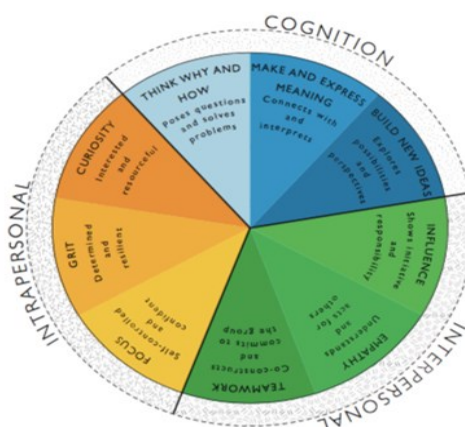 COGNITION
THINK WHY AND
HOW
Poses questions
and solves
problems
MAKE AND EXPRESS
MEANING
Connects with
and
interprets
BUILD NEW IDEAS
Explores
possibilities
and
perspectives
INTERPERSONAL
INFLUENCE
Shows initiative
and
responsibility
EMPATHY
Understands
and
acts for
others
TEAMWORK
Co-constructs
and
commits to
the group
INTRAPERSONAL
FOCUS
Self-controlled
and
confident
GRIT
Determined
and
resilient
CURIOSITY
Interested
and
resourceful